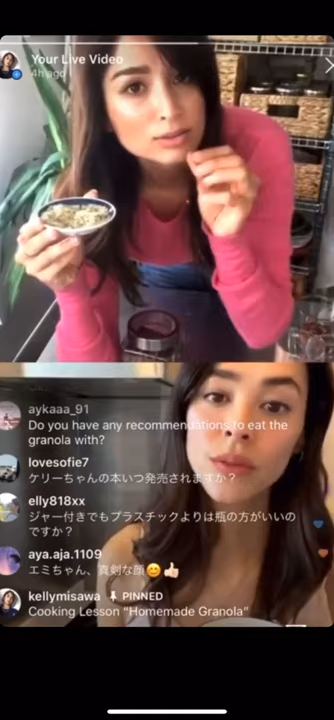 Your Live Video
4h ago
aykaaa_91
Do you have any recommendations to eat the
granola with?
lovesofie7
ケリーちゃんの本いつ発売されますか？
elly818xx
ジャー付きでもプラスチックよりは瓶の方がいいの
ですか？
aya.aja.1109
エミちゃん、真剣な顔😊👍🏻
kellymisawa 📌 PINNED
Cooking Lesson “Homemade Granola”